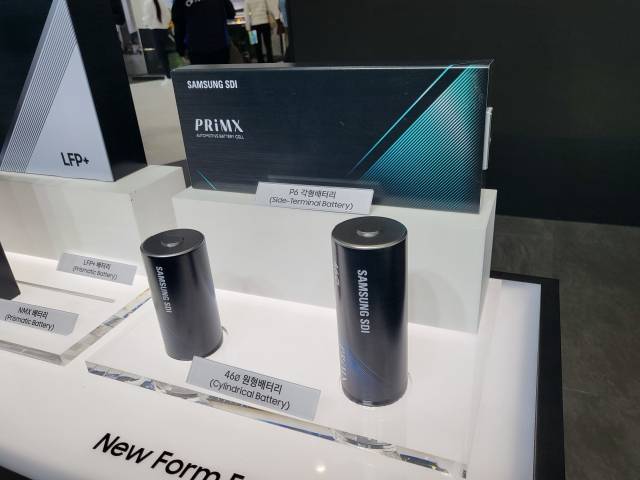 SAMSUNG SDI
PRiMX
AUTOMOTIVE BATTERY CELL
LFP+
P6 각형배터리
(Side-Terminal Battery)
LFP+ 배터리
(Prismatic Battery)
NMX 배터리
(Prismatic Battery)
SAMSUNG SDI
SAMSUNG SDI
46Ø 원형배터리
(Cylindrical Battery)
New Form